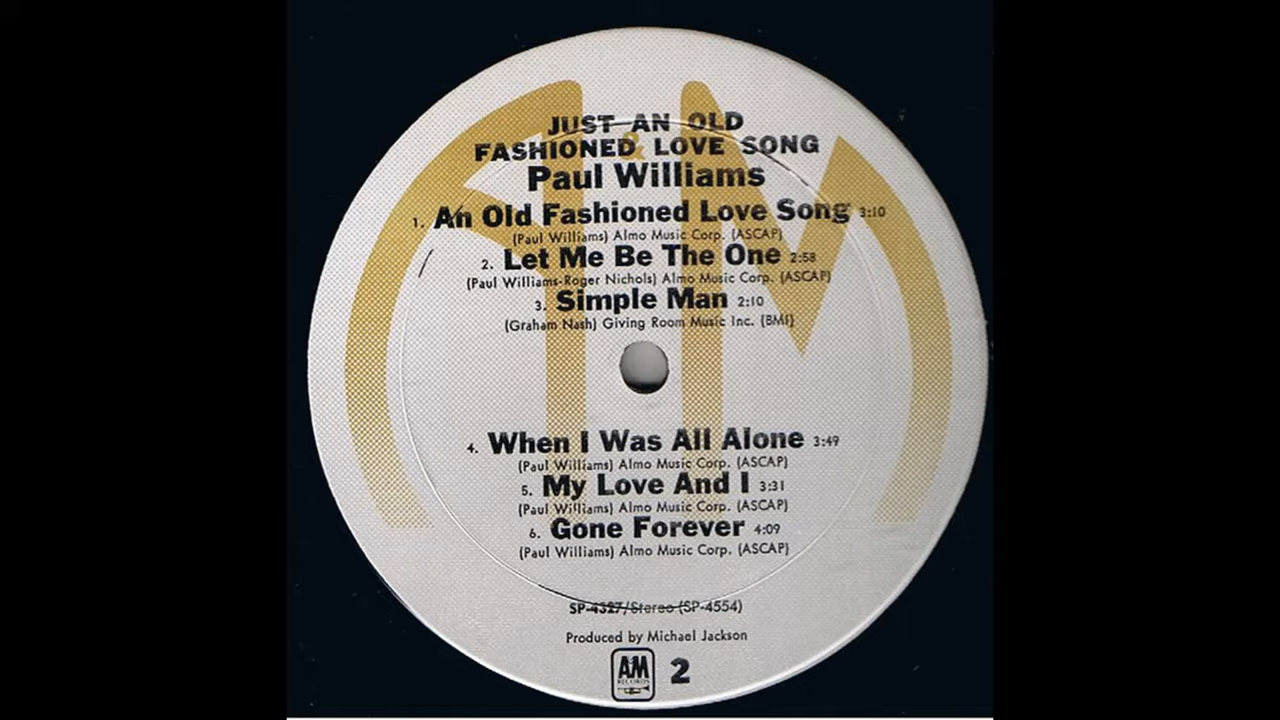 JUST AN OLD
FASHIONED LOVE SONG
Paul Williams
1. An Old Fashioned Love Song 3:10
(Paul Williams) Almo Music Corp. (ASCAP)
2. Let Me Be The One 2:58
(Paul Williams-Roger Nichols) Almo Music Corp. (ASCAP)
3. Simple Man 2:10
(Graham Nash) Giving Room Music Inc. (BMI)
4. When I Was All Alone 3:49
(Paul Williams) Almo Music Corp. (ASCAP)
5. My Love And I 3:31
(Paul Williams) Almo Music Corp. (ASCAP)
6. Gone Forever 4:09
(Paul Williams) Almo Music Corp. (ASCAP)
SP-4327/Stereo (SP-4554)
Produced by Michael Jackson
A&M RECORDS 2